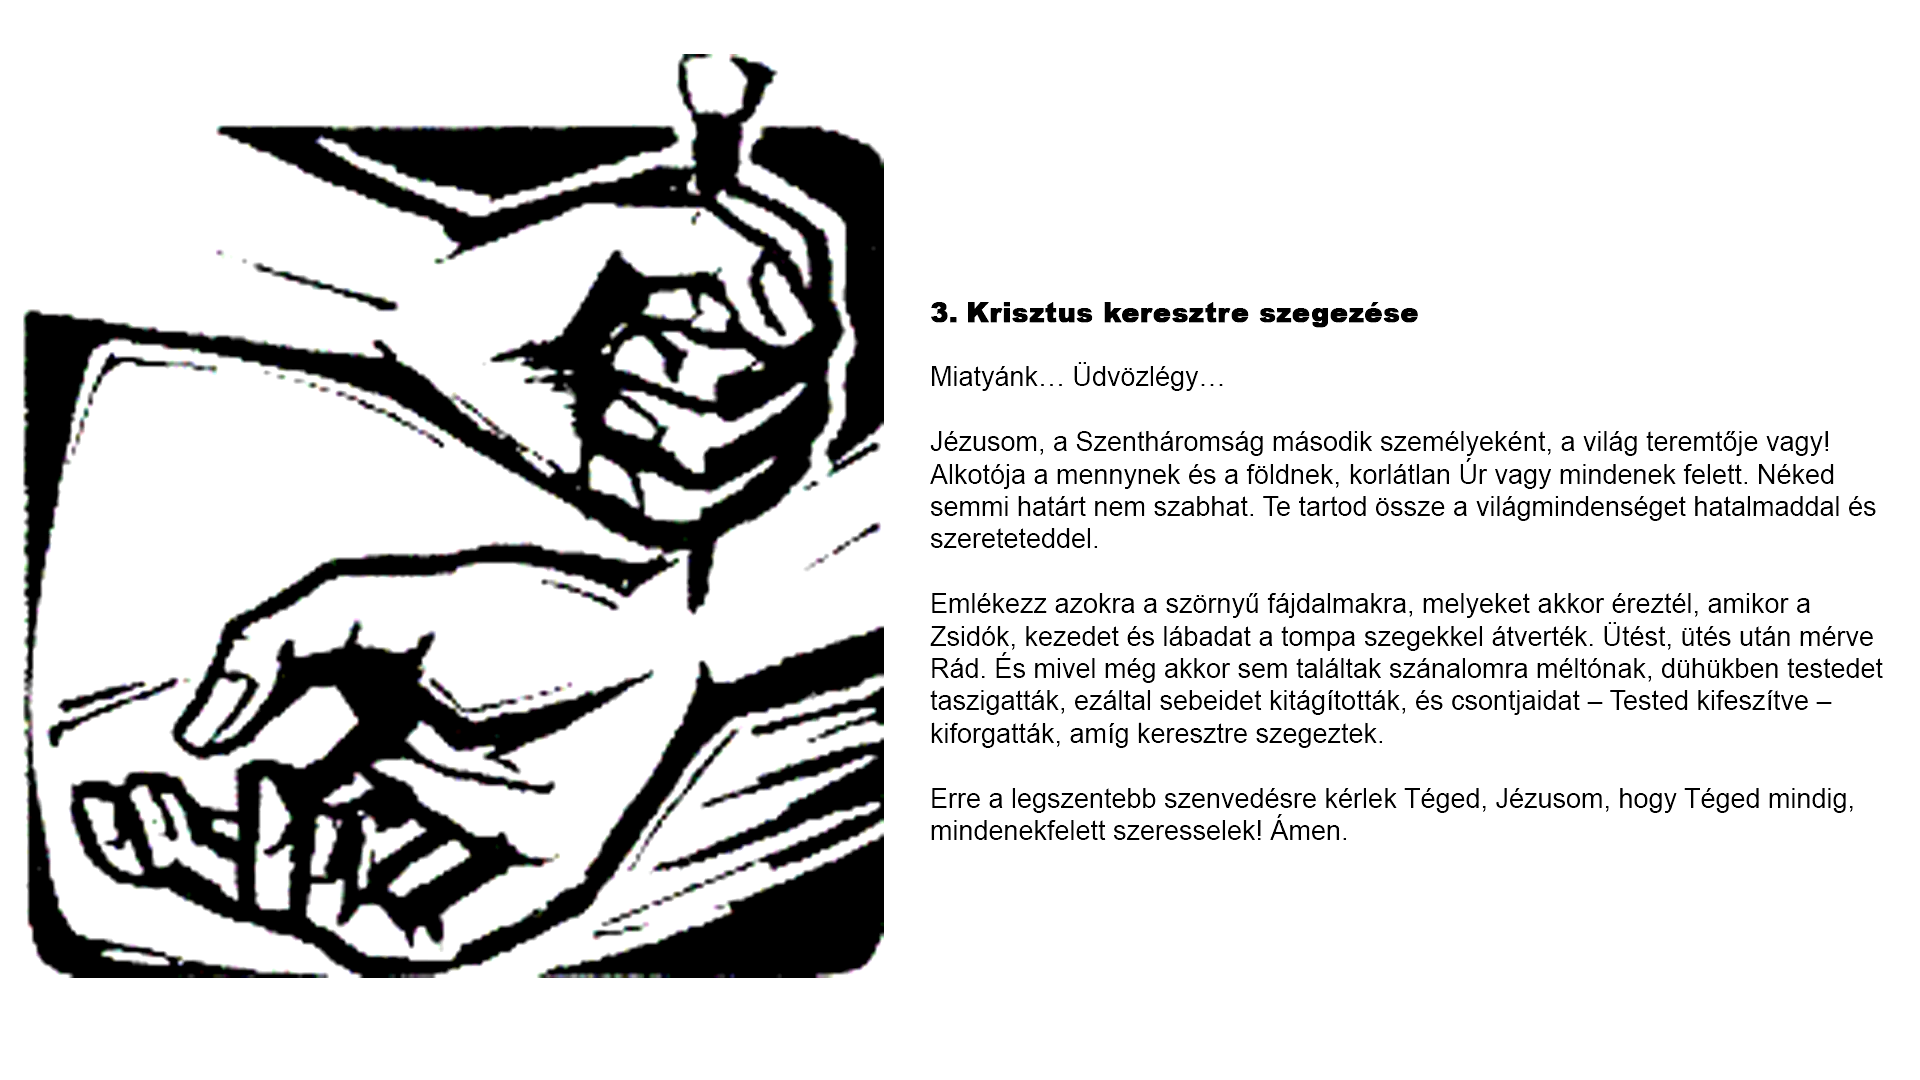 3. Krisztus keresztre szegezése
Miatyánk… Üdvözlégy…
Jézusom, a Szentháromság második személyeként, a világ teremtője vagy!
Alkotója a mennynek és a földnek, korlátlan Úr vagy mindenek felett. Néked
semmi határt nem szabhat. Te tartod össze a világmindenséget hatalmaddal és
szereteteddel.
Emlékezz azokra a szörnyű fájdalmakra, melyeket akkor éreztél, amikor a
Zsidók, kezedet és lábadat a tompa szegekkel átverték. Ütést, ütés után mérve
Rád. És mivel még akkor sem találtak szánalomra méltónak, dühükben testedet
taszigatták, ezáltal sebeidet kitágították, és csontjaidat – Tested kifeszítve –
kiforgatták, amíg keresztre szegeztek.
Erre a legszentebb szenvedésre kérlek Téged, Jézusom, hogy Téged mindig,
mindenekfelett szeresselek! Ámen.